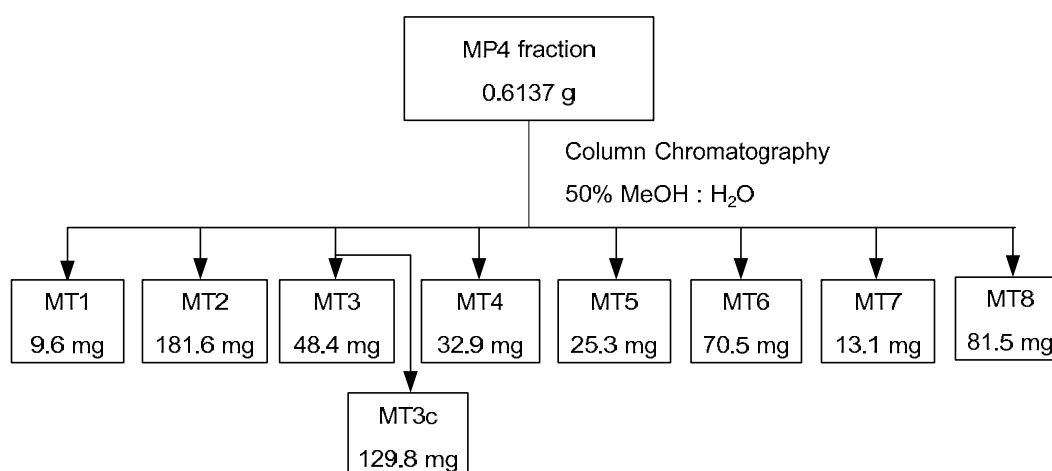 MP4 fraction
0.6137 g
Column Chromatography
50% MeOH : H₂O
MT1
9.6 mg
MT2
181.6 mg
MT3
48.4 mg
MT4
32.9 mg
MT5
25.3 mg
MT6
70.5 mg
MT7
13.1 mg
MT8
81.5 mg
MT3c
129.8 mg